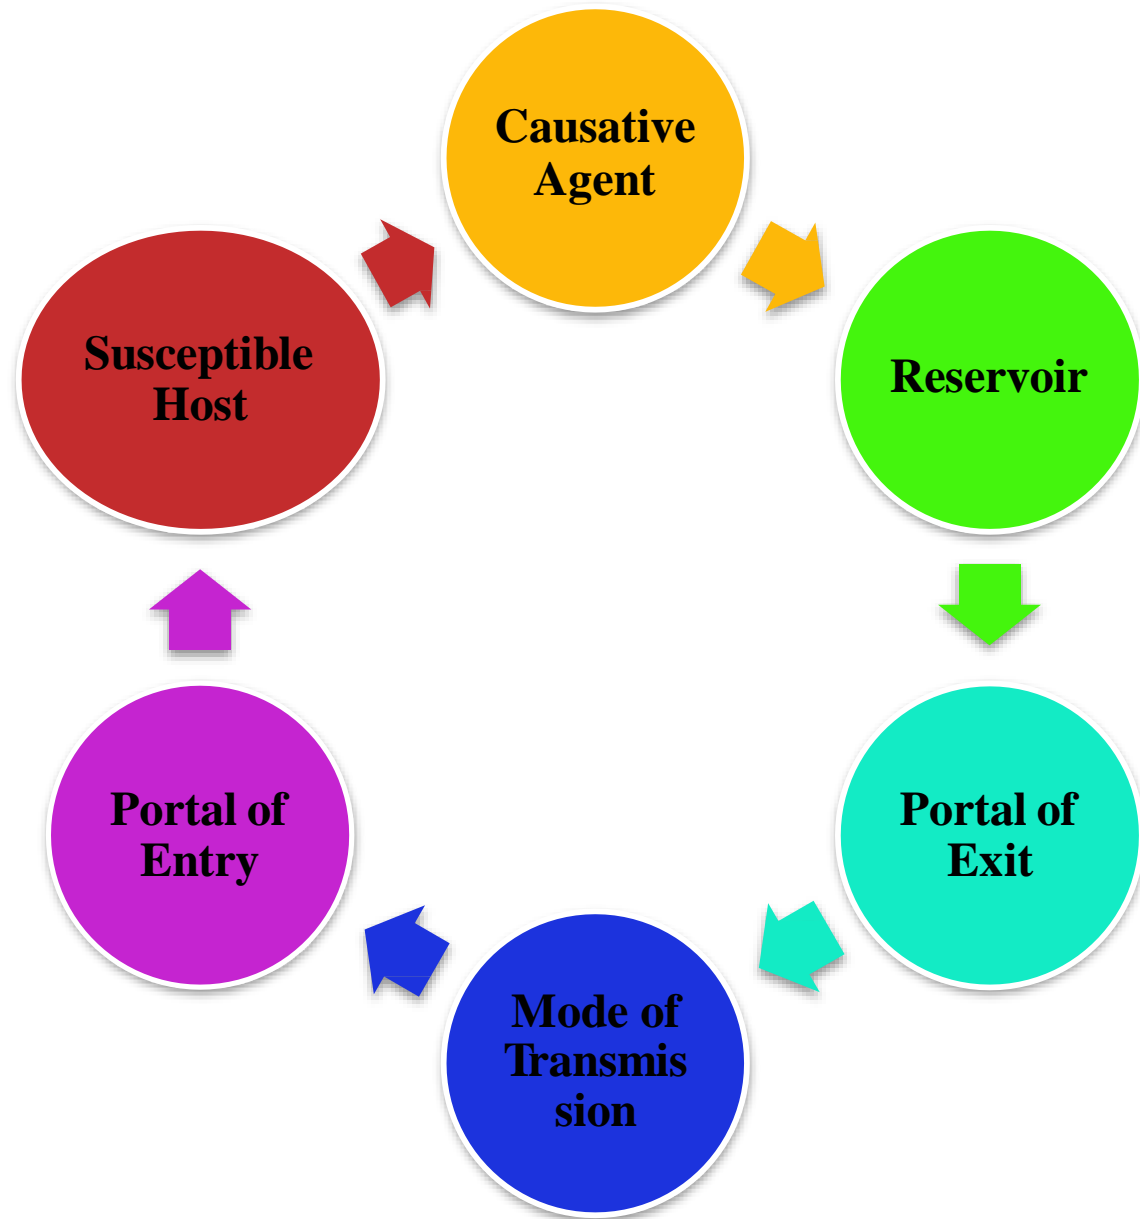 Causative
Agent
Reservoir
Portal of
Exit
Mode of
Transmis
sion
Portal of
Entry
Susceptible
Host